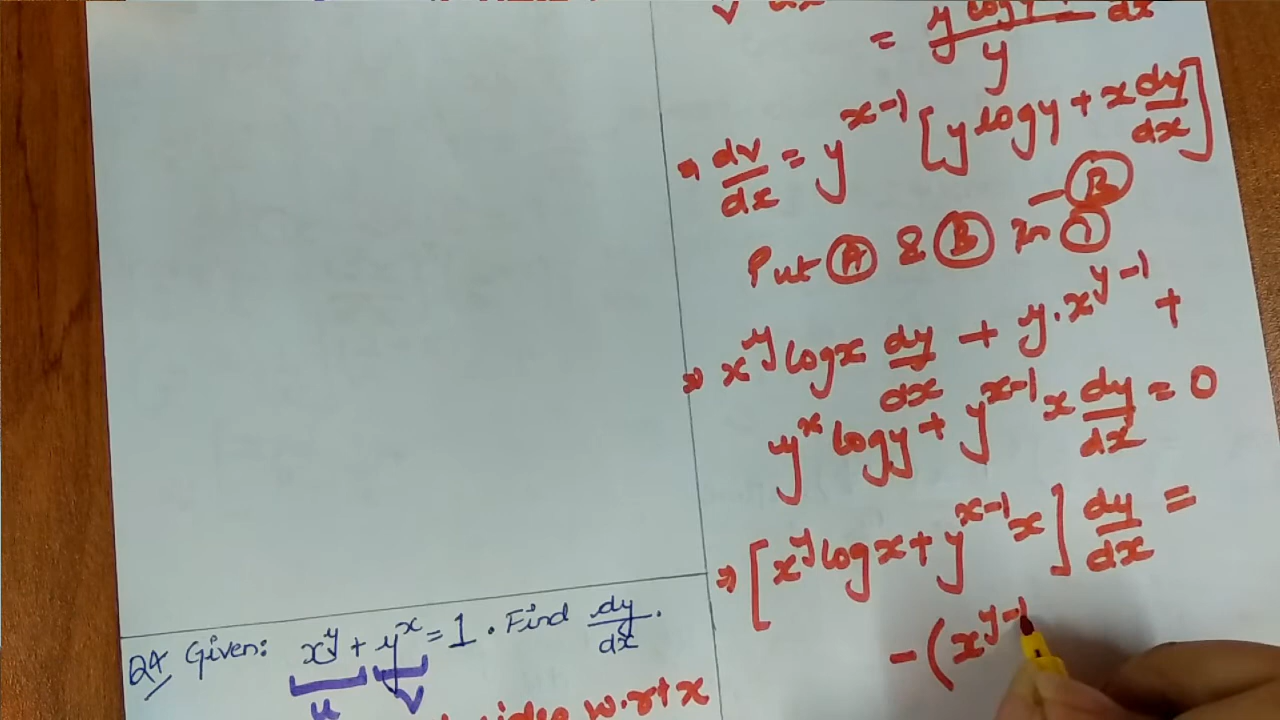 Q4 Given: x^y + y^x = 1. Find dy/dx.
u v
w.r.t x
= y log y / y dx
⇒ dv/dx = y^(x-1) [y log y + x dy/dx]
- Ⓑ
Put Ⓐ & Ⓑ in ①
⇒ x^y log x dy/dx + y. x^(y-1) +
y^x log y + y^(x-1) x dy/dx = 0
⇒ [x^y log x + y^(x-1) x] dy/dx =
- (x^(y-1)